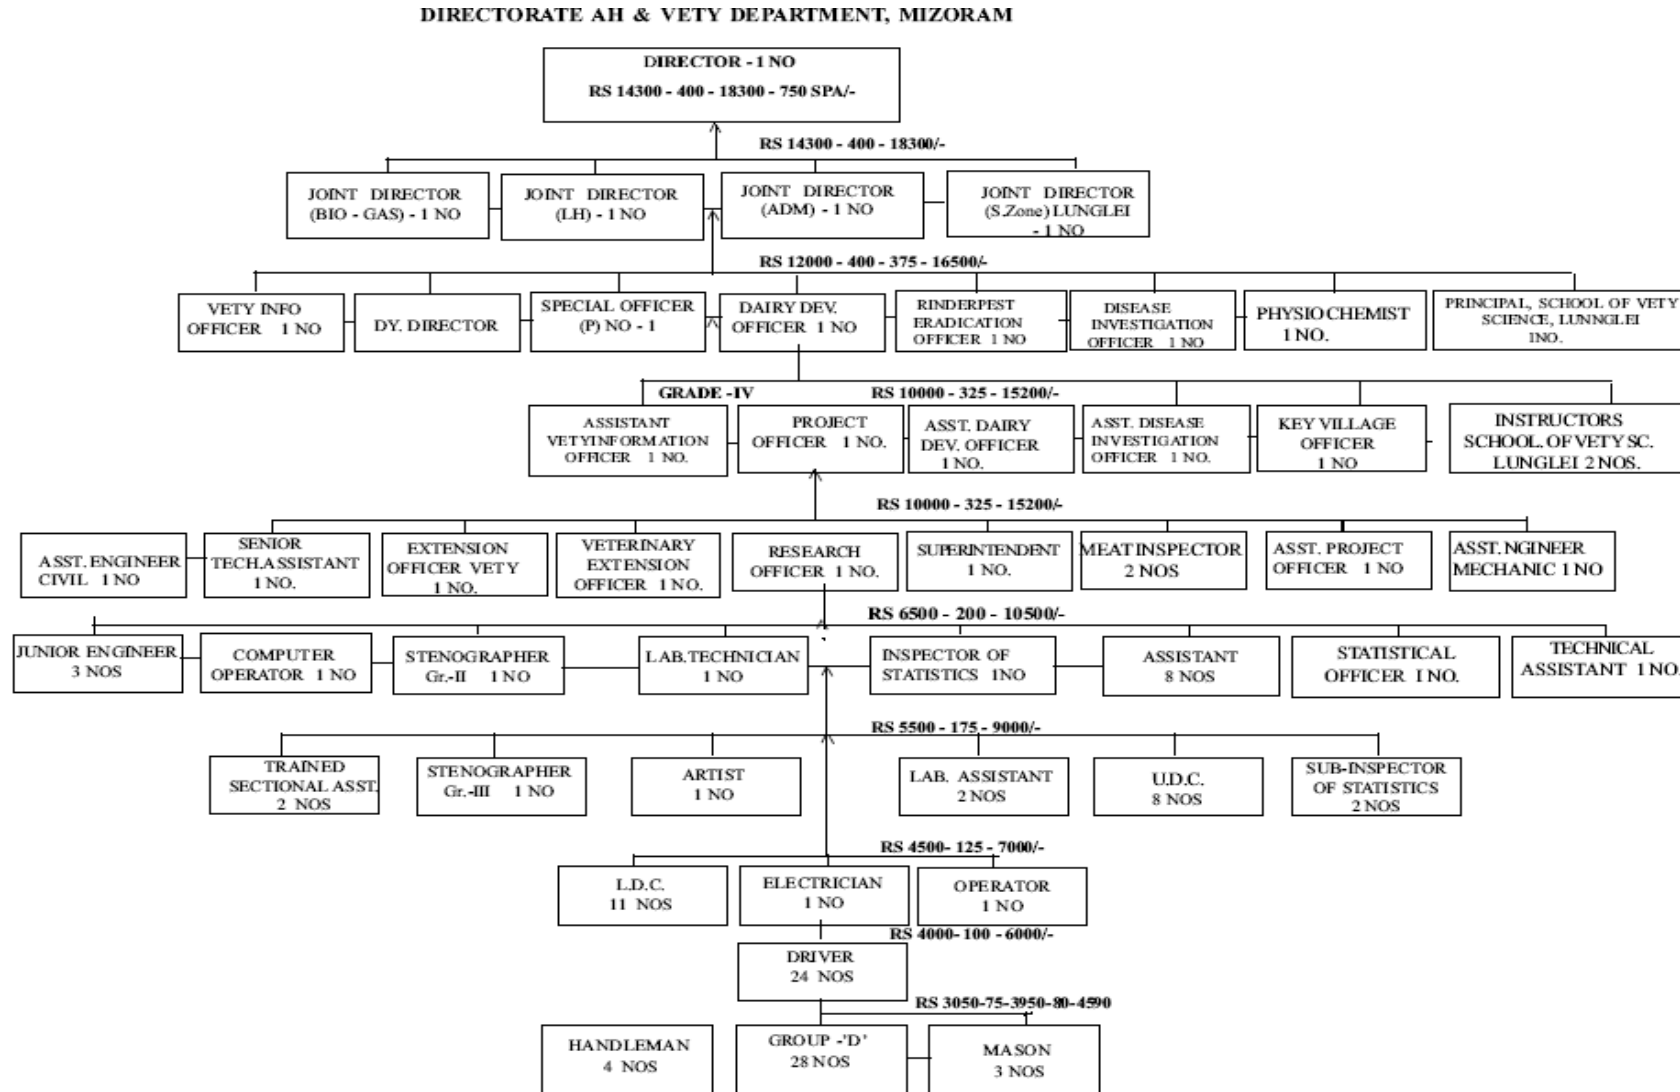 DIRECTORATE AH & VETY DEPARTMENT, MIZORAM
DIRECTOR - 1 NO
RS 14300 - 400 - 18300 - 750 SPA/-
RS 14300 - 400 - 18300/-
JOINT DIRECTOR
(BIO - GAS) - 1 NO
JOINT DIRECTOR
(LH) - 1 NO
JOINT DIRECTOR
(ADM) - 1 NO
JOINT DIRECTOR
(S.Zone) LUNGLEI
- 1 NO
RS 12000 - 400 - 375 - 16500/-
VETY INFO
OFFICER 1 NO
DY. DIRECTOR
SPECIAL OFFICER
(P) NO - 1
DAIRY DEV.
OFFICER 1 NO
RINDERPEST
ERADICATION
OFFICER 1 NO
DISEASE
INVESTIGATION
OFFICER 1 NO
PHYSIO CHEMIST
1 NO.
PRINCIPAL, SCHOOL OF VETY
SCIENCE, LUNNGLEI
1NO.
GRADE -IV
RS 10000 - 325 - 15200/-
ASSISTANT
VETYINFORMATION
OFFICER 1 NO.
PROJECT
OFFICER 1 NO.
ASST. DAIRY
DEV. OFFICER
1 NO.
ASST. DISEASE
INVESTIGATION
OFFICER 1 NO.
KEY VILLAGE
OFFICER
1 NO
INSTRUCTORS
SCHOOL. OF VETY SC.
LUNGLEI 2 NOS.
RS 10000 - 325 - 15200/-
ASST. ENGINEER
CIVIL 1 NO
SENIOR
TECH.ASSISTANT
1 NO.
EXTENSION
OFFICER VETY
1 NO.
VETERINARY
EXTENSION
OFFICER 1 NO.
RESEARCH
OFFICER 1 NO.
SUPERINTENDENT
1 NO.
MEAT INSPECTOR
2 NOS
ASST. PROJECT
OFFICER 1 NO
ASST. NGINEER
MECHANIC 1 NO
RS 6500 - 200 - 10500/-
JUNIOR ENGINEER
3 NOS
COMPUTER
OPERATOR 1 NO
STENOGRAPHER
Gr.-II 1 NO
LAB. TECHNICIAN
1 NO
INSPECTOR OF
STATISTICS 1NO
ASSISTANT
8 NOS
STATISTICAL
OFFICER 1 NO.
TECHNICAL
ASSISTANT 1 NO.
RS 5500 - 175 - 9000/-
TRAINED
SECTIONAL ASST.
2 NOS
STENOGRAPHER
Gr.-III 1 NO
ARTIST
1 NO
LAB. ASSISTANT
2 NOS
U.D.C.
8 NOS
SUB-INSPECTOR
OF STATISTICS
2 NOS
RS 4500- 125 - 7000/-
L.D.C.
11 NOS
ELECTRICIAN
1 NO
OPERATOR
1 NO
RS 4000- 100 - 6000/-
DRIVER
24 NOS
RS 3050-75-3950-80-4590
HANDLEMAN
4 NOS
GROUP -'D'
28 NOS
MASON
3 NOS